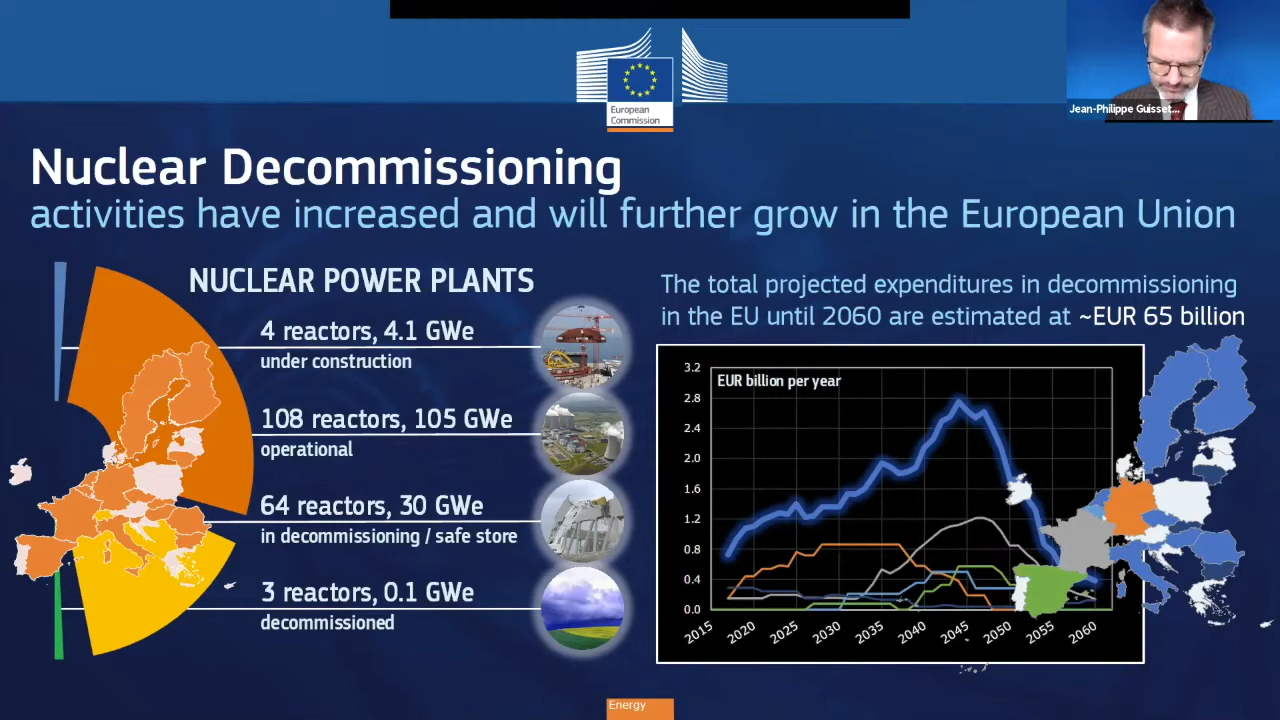 European
Commission
Jean-Philippe Guisset...
Nuclear Decommissioning
activities have increased and will further grow in the European Union
NUCLEAR POWER PLANTS
4 reactors, 4.1 GWe
under construction
108 reactors, 105 GWe
operational
64 reactors, 30 GWe
in decommissioning / safe store
3 reactors, 0.1 GWe
decommissioned
The total projected expenditures in decommissioning
in the EU until 2060 are estimated at ~EUR 65 billion
EUR billion per year
3.2
2.8
2.4
2.0
1.6
1.2
0.8
0.4
0.0
2015 2020 2025 2030 2035 2040 2045 2050 2055 2060
Energy